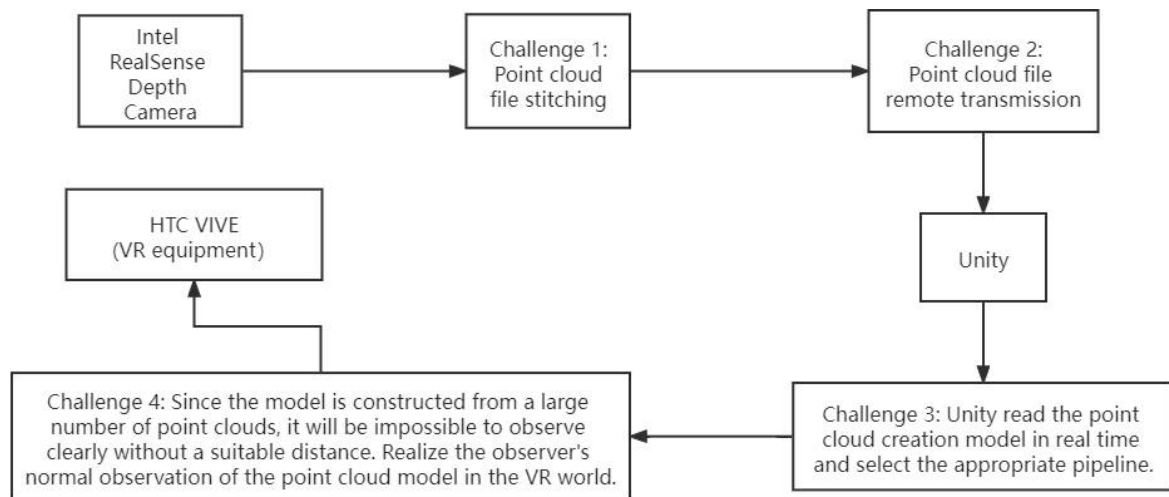 Intel
RealSense
Depth
Camera
Challenge 1:
Point cloud
file stitching
Challenge 2:
Point cloud file
remote transmission
Unity
Challenge 3: Unity read the point
cloud creation model in real time
and select the appropriate pipeline.
Challenge 4: Since the model is constructed from a large
number of point clouds, it will be impossible to observe
clearly without a suitable distance. Realize the observer's
normal observation of the point cloud model in the VR world.
HTC VIVE
(VR equipment)